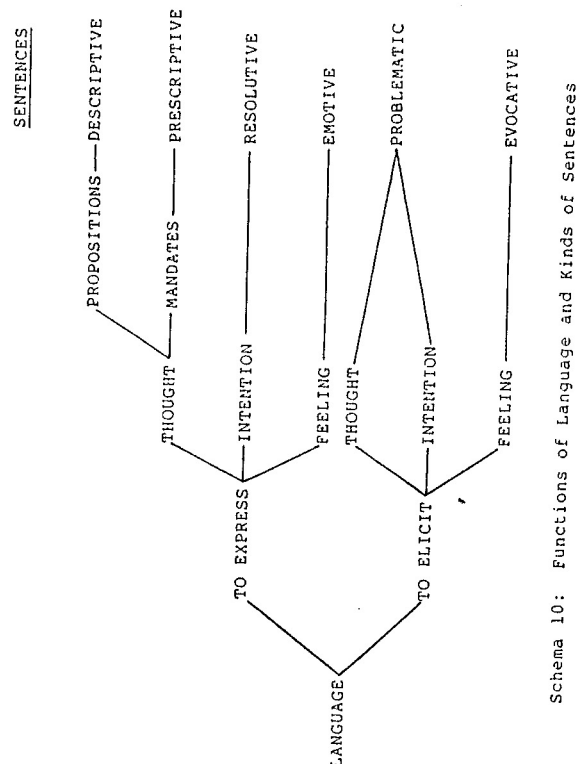 SENTENCES
PROPOSITIONS DESCRIPTIVE
THOUGHT MANDATES PRESCRIPTIVE
TO EXPRESS INTENTION RESOLUTIVE
FEELING EMOTIVE
LANGUAGE
THOUGHT PROBLEMATIC
TO ELICIT INTENTION
FEELING EVOCATIVE
Schema 10: Functions of Language and Kinds of Sentences